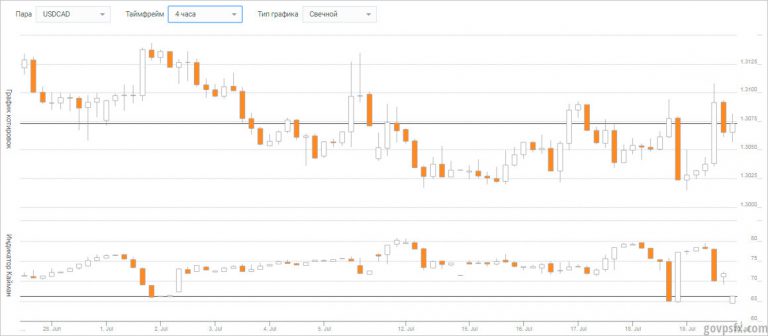 Пара USDCAD Таймфрейм 4 часа Тип графика Свечной
График котировок
1.3125
1.3100
1.3075
1.3050
1.3025
1.3000
Индикатор Кайман
80
75
70
65
60
1. Jul 2. Jul 3. Jul 4. Jul 5. Jul 12. Jul 15. Jul 16. Jul 17. Jul 18. Jul 19. Jul
govpsfx.com